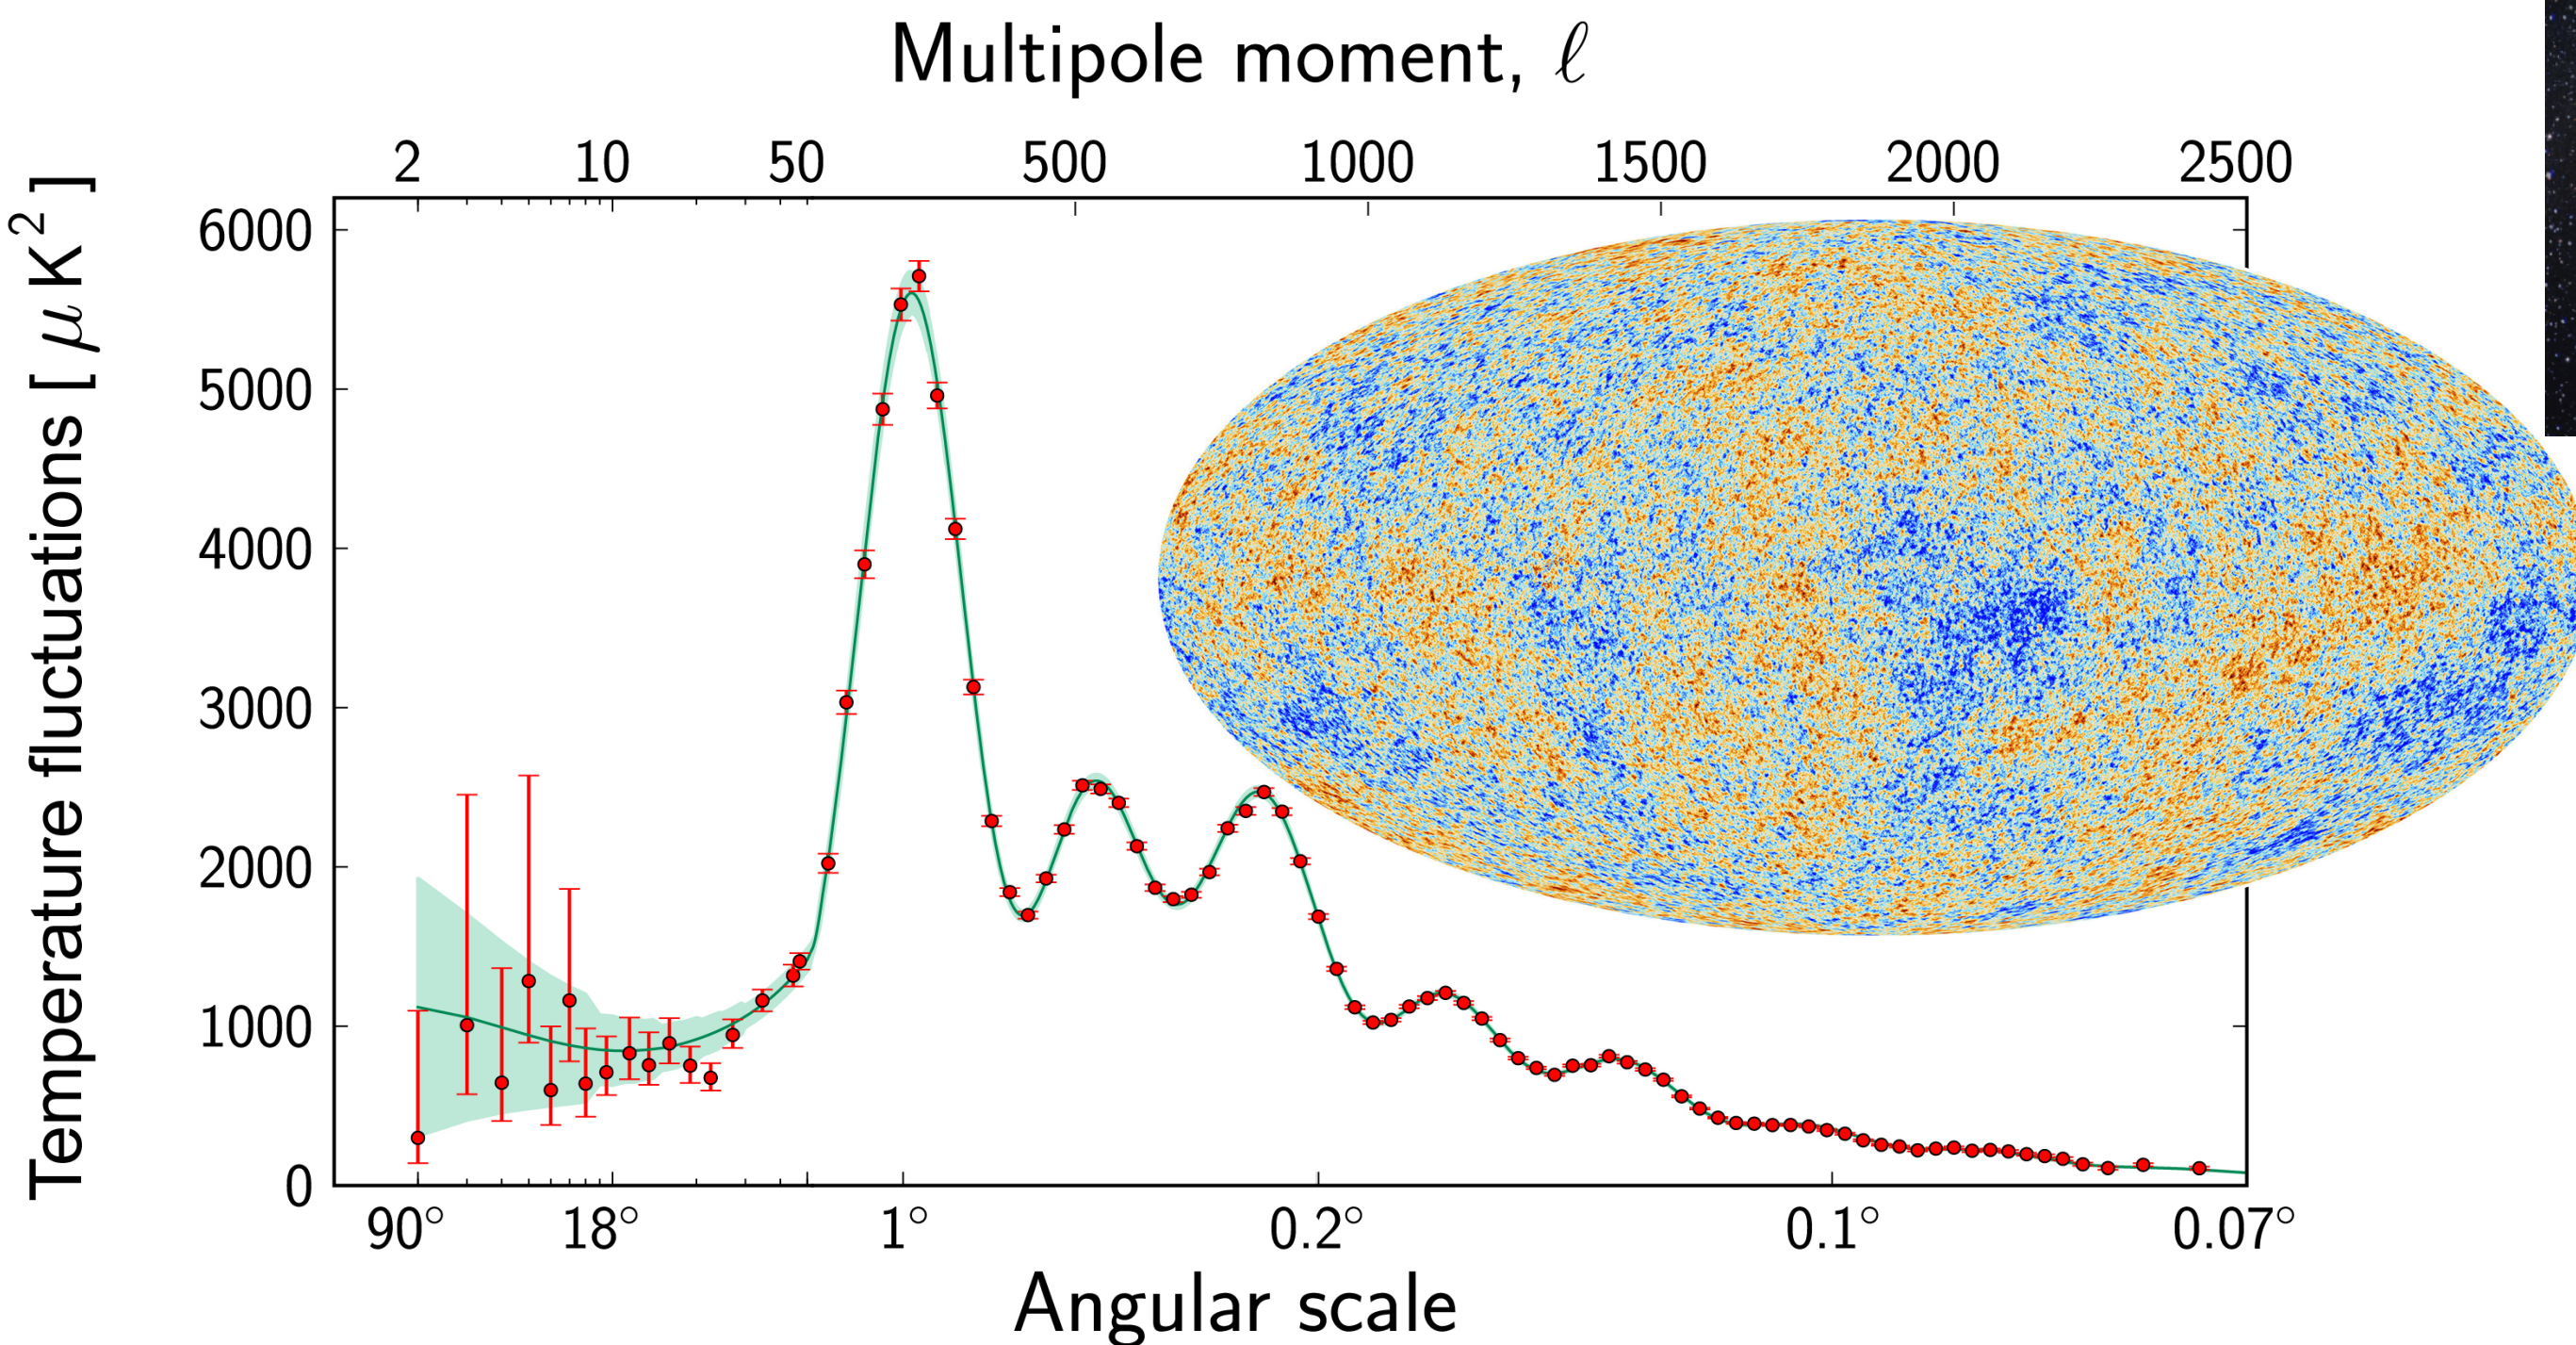 Multipole moment, ℓ
2 10 50 500 1000 1500 2000 2500
Temperature fluctuations [ μ K² ]
6000
5000
4000
3000
2000
1000
0
90° 18° 1° 0.2° 0.1° 0.07°
Angular scale